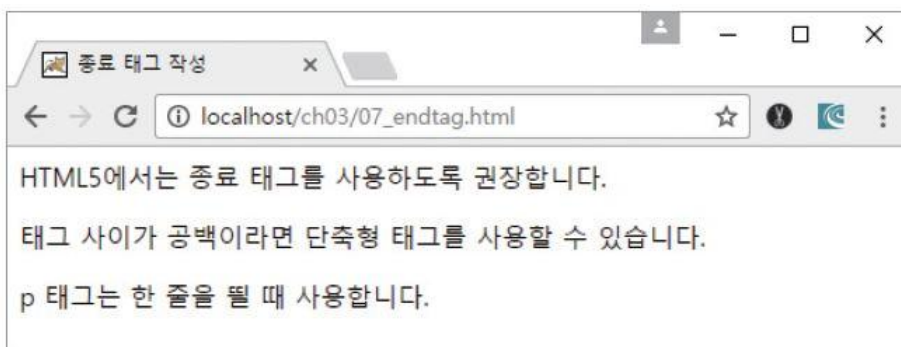 종료 태그 작성
localhost/ch03/07_endtag.html
HTML5에서는 종료 태그를 사용하도록 권장합니다.
태그 사이가 공백이라면 단축형 태그를 사용할 수 있습니다.
p 태그는 한 줄을 띌 때 사용합니다.